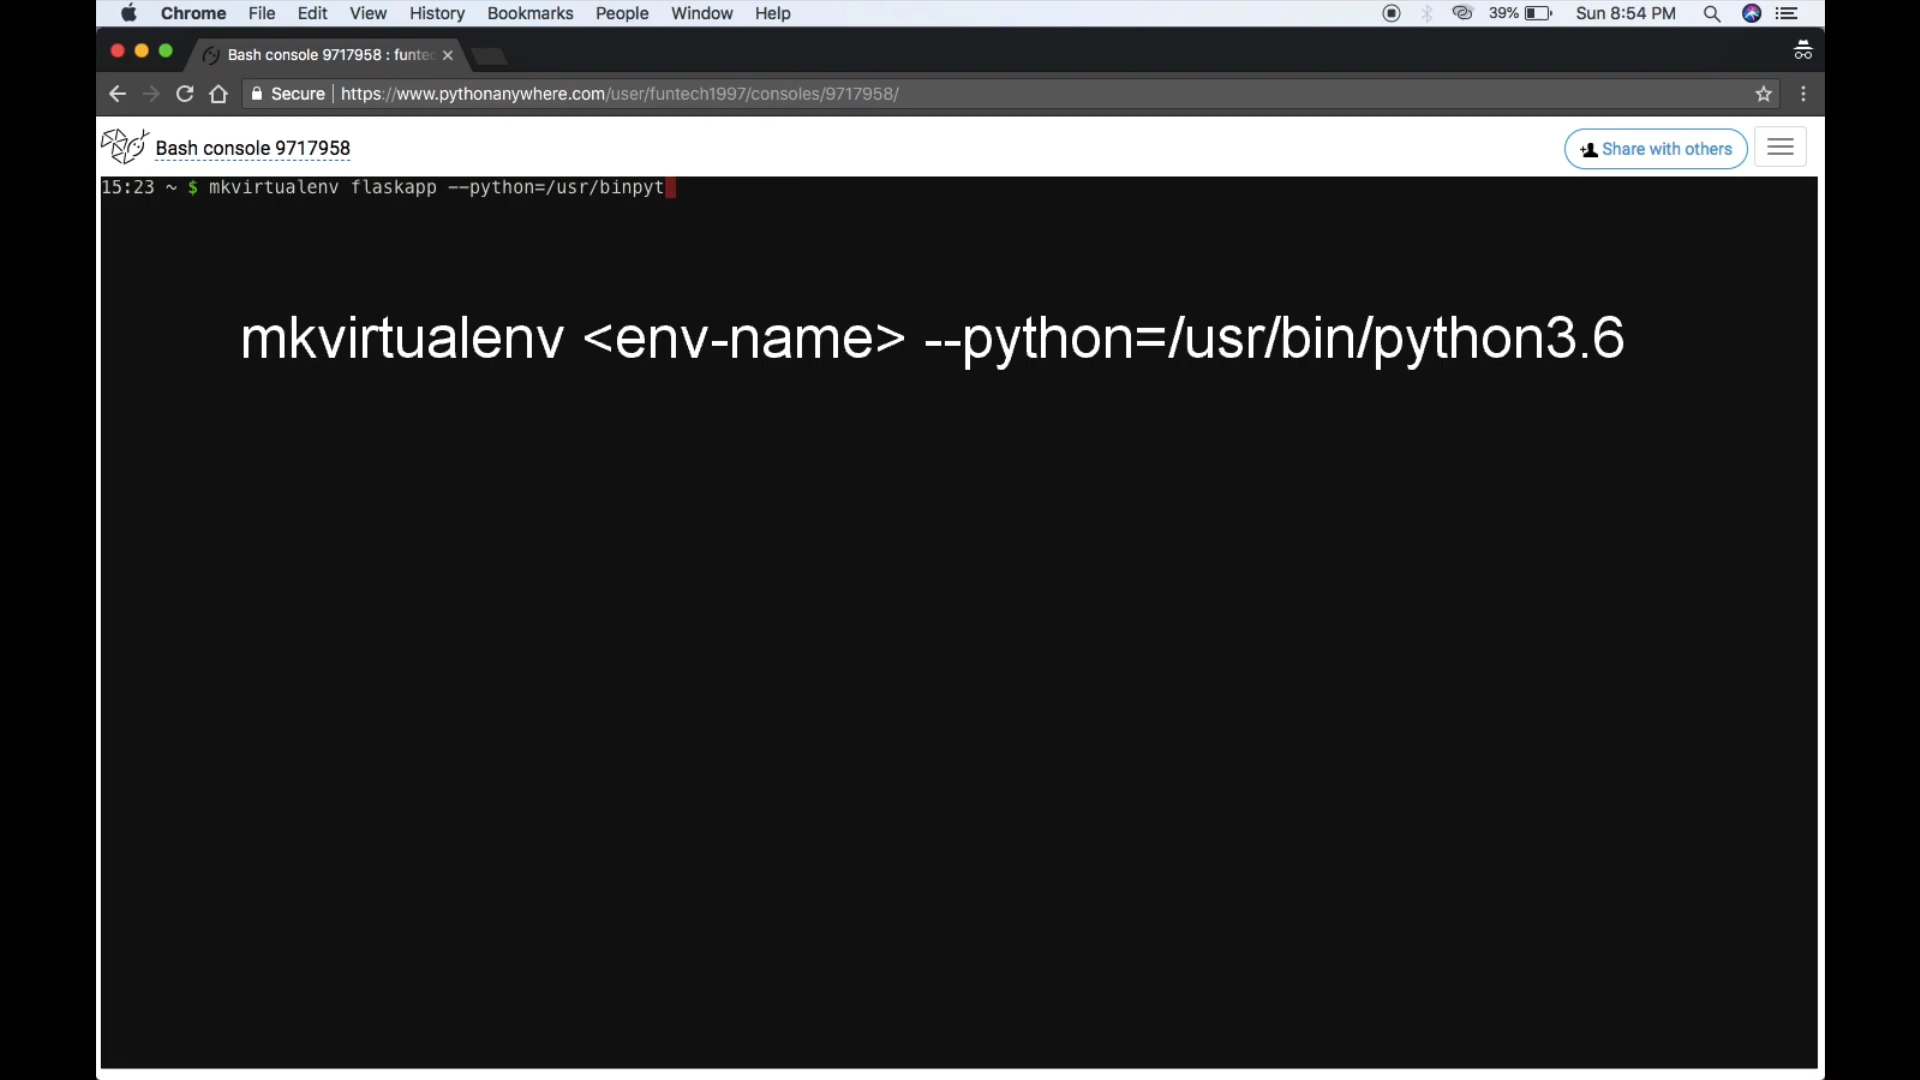 Chrome File Edit View History Bookmarks People Window Help 39% Sun 8:54 PM
Bash console 9717958 : funtec
Secure https://www.pythonanywhere.com/user/funtech1997/consoles/9717958/
Bash console 9717958 Share with others
15:23 ~ $ mkvirtualenv flaskapp --python=/usr/binpyt
mkvirtualenv <env-name> --python=/usr/bin/python3.6